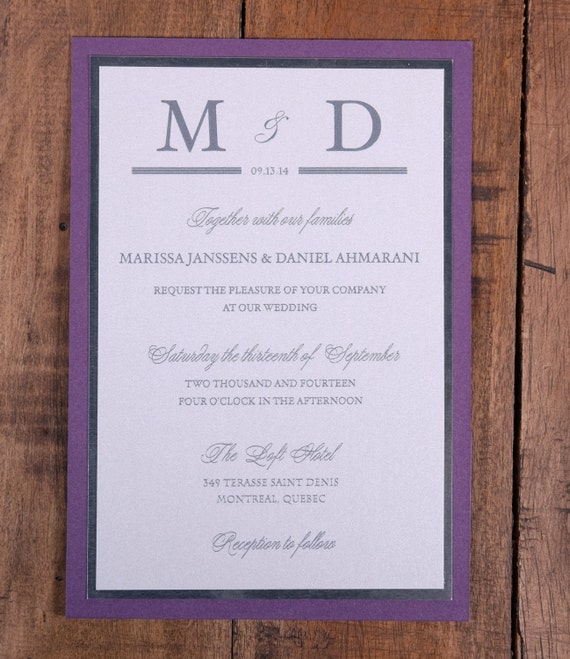 M & D
09.13.14
Together with our families
MARISSA JANSSENS & DANIEL AHMARANI
REQUEST THE PLEASURE OF YOUR COMPANY
AT OUR WEDDING
Saturday the thirteenth of September
TWO THOUSAND AND FOURTEEN
FOUR O'CLOCK IN THE AFTERNOON
The Loft Hotel
349 TERASSE SAINT DENIS
MONTREAL, QUEBEC
Reception to follow